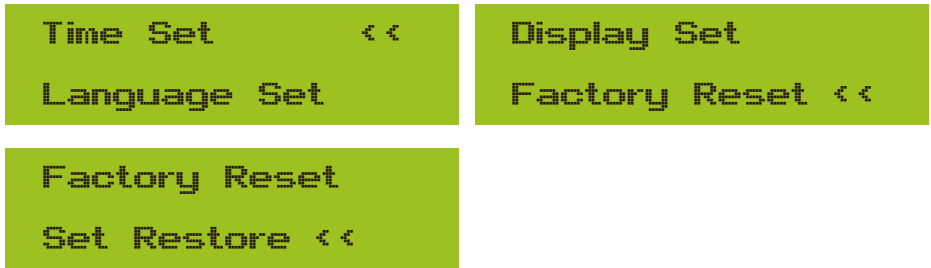 Time Set <<
Language Set
Display Set
Factory Reset <<
Factory Reset
Set Restore <<